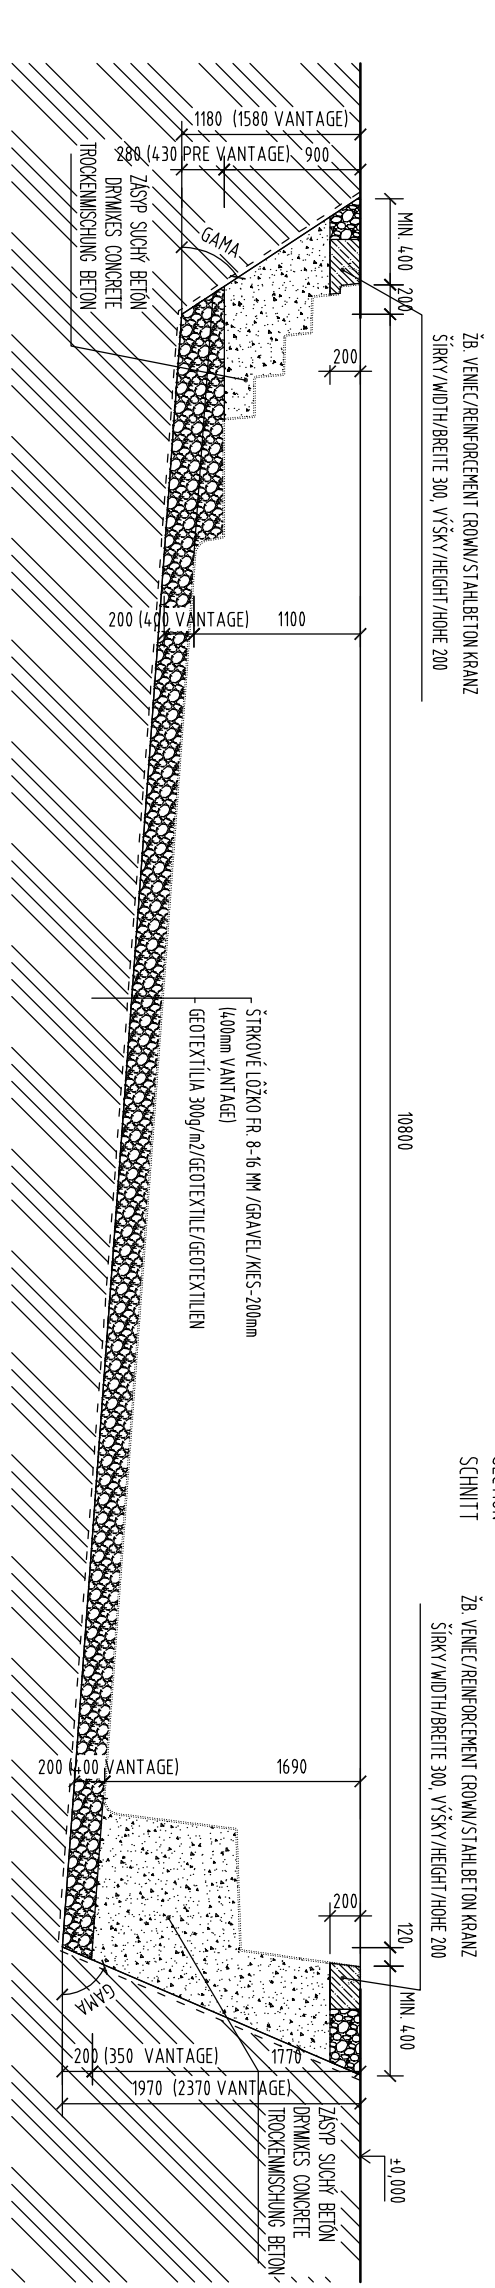 1180 (1580 VANTAGE)
280 (430 PRE VANTAGE)
900
ZÁSYP SUCHÝ BETÓN
DRYMIXES CONCRETE
TROCKENMISCHUNG BETON
GAMA
MIN. 400
200
200
ŽB. VENIEC/REINFORCEMENT CROWN/STAHLBETON KRANZ
ŠÍRKY/WIDTH/BREITE 300, VÝŠKY/HEIGHT/HOHE 200
200 (400 VANTAGE)
1100
ŠTRKOVÉ LÔŽKO FR. 8-16 MM /GRAVEL/KIES-200mm
(400mm VANTAGE)
GEOTEXTÍLIA 300g/m2/GEOTEXTILE/GEOTEXTILIEN
10800
SCHNITT
ŽB. VENIEC/REINFORCEMENT CROWN/STAHLBETON KRANZ
ŠÍRKY/WIDTH/BREITE 300, VÝŠKY/HEIGHT/HOHE 200
200 (400 VANTAGE)
1690
200
120
MIN. 400
GAMA
200 (350 VANTAGE)
1770
1970 (2370 VANTAGE)
ZÁSYP SUCHÝ BETÓN
DRYMIXES CONCRETE
TROCKENMISCHUNG BETON
±0,000